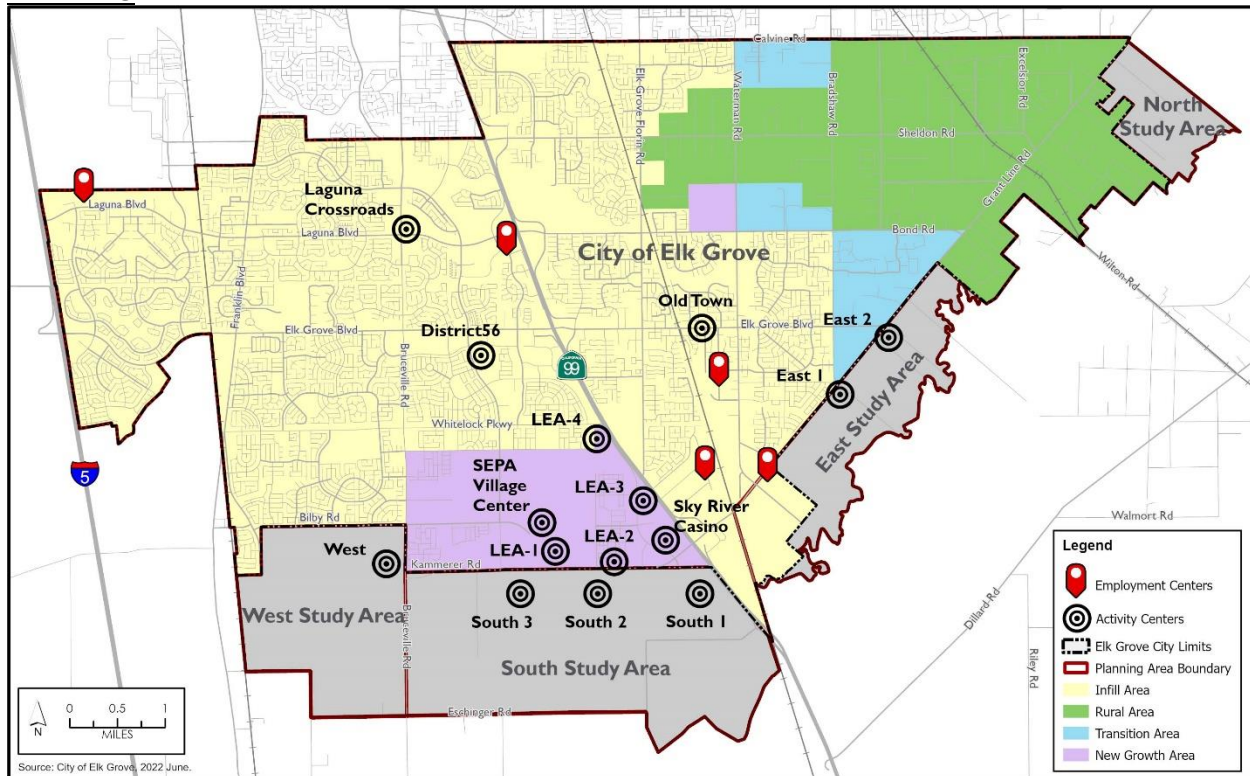 Calvine Rd
Excelsior Rd
Elk Grove Florin Rd
Waterman Rd
Bradshaw Rd
Sheldon Rd
North
Study Area
Grant Line Rd
Laguna Blvd
Laguna
Crossroads
Laguna Blvd
Bond Rd
City of Elk Grove
Wilton Rd
Franklin Blvd
Old Town
Elk Grove Blvd
District56
Elk Grove Blvd
East 2
Bruceville Rd
CALIFORNIA
99
East 1
East Study Area
Whitelock Pkwy
LEA-4
5
SEPA
Village
Center
LEA-3
Sky River
Casino
Bilby Rd
West
LEA-1
LEA-2
Kammerer Rd
Walmort Rd
West Study Area
Bruceville Rd
South 3
South 2
South 1
South Study Area
Dillard Rd
Riley Rd
Eschinger Rd
Legend
Employment Centers
Activity Centers
Elk Grove City Limits
Planning Area Boundary
Infill Area
Rural Area
Transition Area
New Growth Area
N
0 0.5 1
MILES
Source: City of Elk Grove, 2022 June.